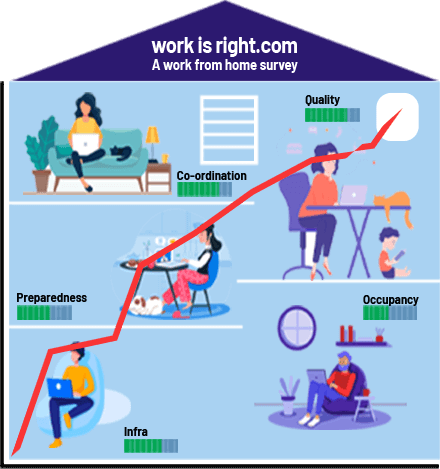 work is right.com
A work from home survey
Quality
Co-ordination
Preparedness
Occupancy
Infra